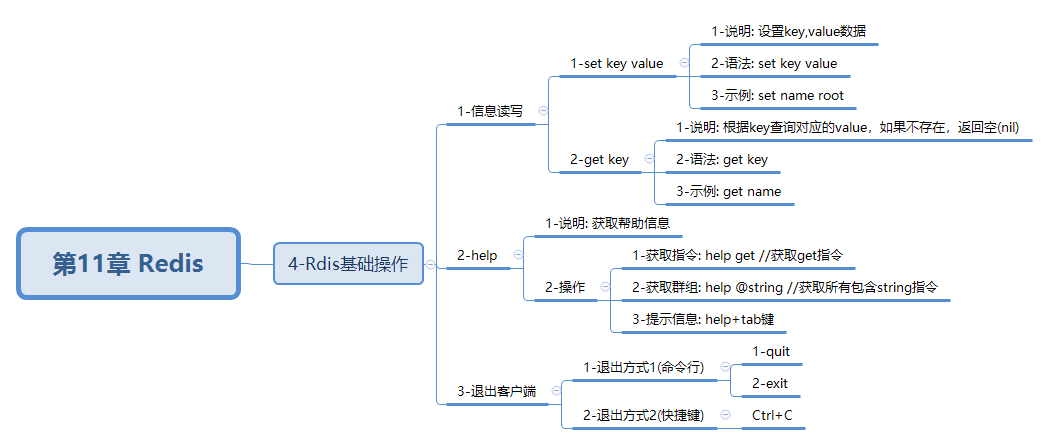 第11章 Redis
4-Rdis基础操作
1-信息读写
1-set key value
1-说明: 设置key,value数据
2-语法: set key value
3-示例: set name root
2-get key
1-说明: 根据key查询对应的value，如果不存在，返回空(nil)
2-语法: get key
3-示例: get name
2-help
1-说明: 获取帮助信息
2-操作
1-获取指令: help get //获取get指令
2-获取群组: help @string //获取所有包含string指令
3-提示信息: help+tab键
3-退出客户端
1-退出方式1(命令行)
1-quit
2-exit
2-退出方式2(快捷键)
Ctrl+C